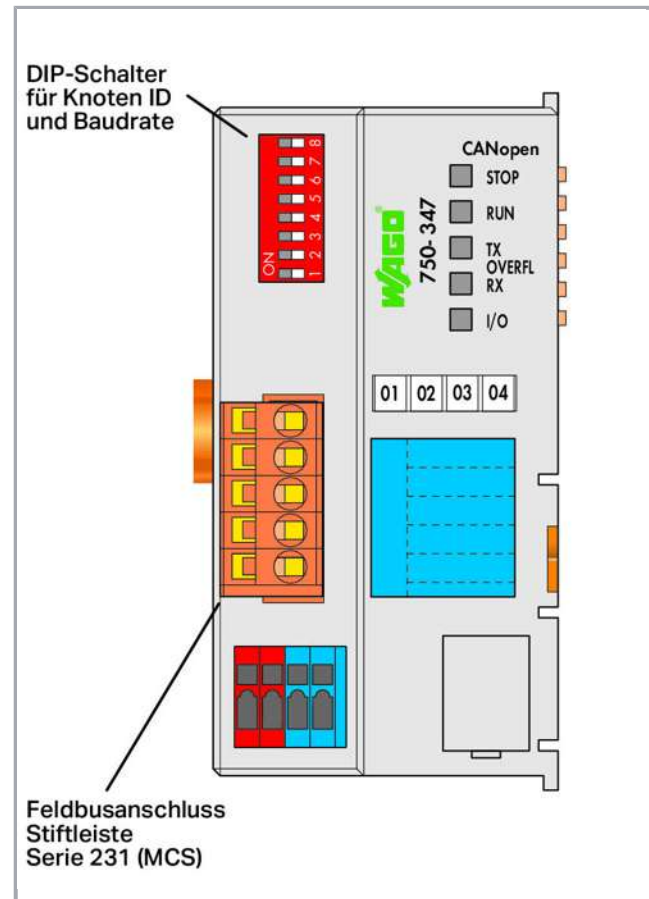 DIP-Schalter
für Knoten ID
und Baudrate
ON
1 2 3 4 5 6 7 8
WAGO®
750-347
CANopen
STOP
RUN
TX
OVERFL
RX
I/O
01 02 03 04
Feldbusanschluss
Stiftleiste
Serie 231 (MCS)